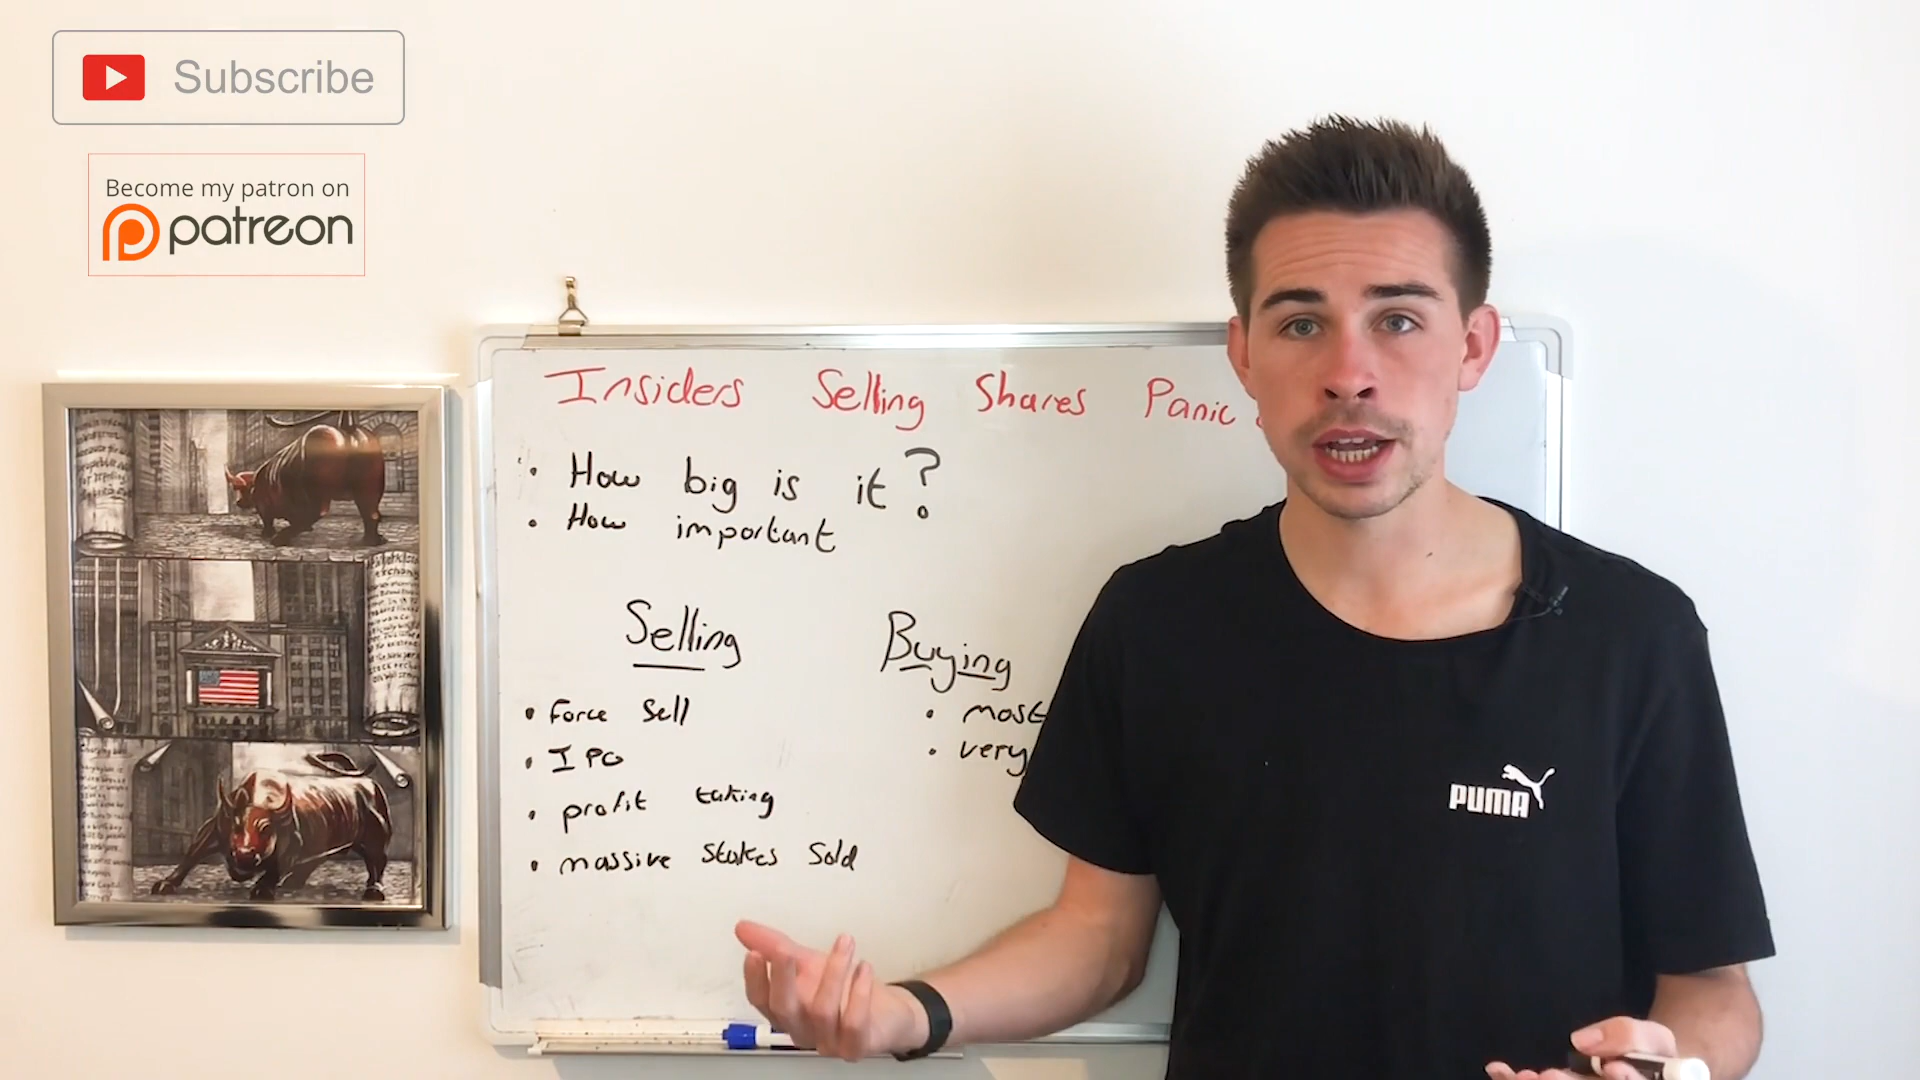 Subscribe
Become my patron on
patreon
Insiders Selling Shares Panic
• How big is it?
• How important
Selling
• Force Sell
• IPO
• profit taking
• massive stakes Sold
Buying
• most
• very
PUMA